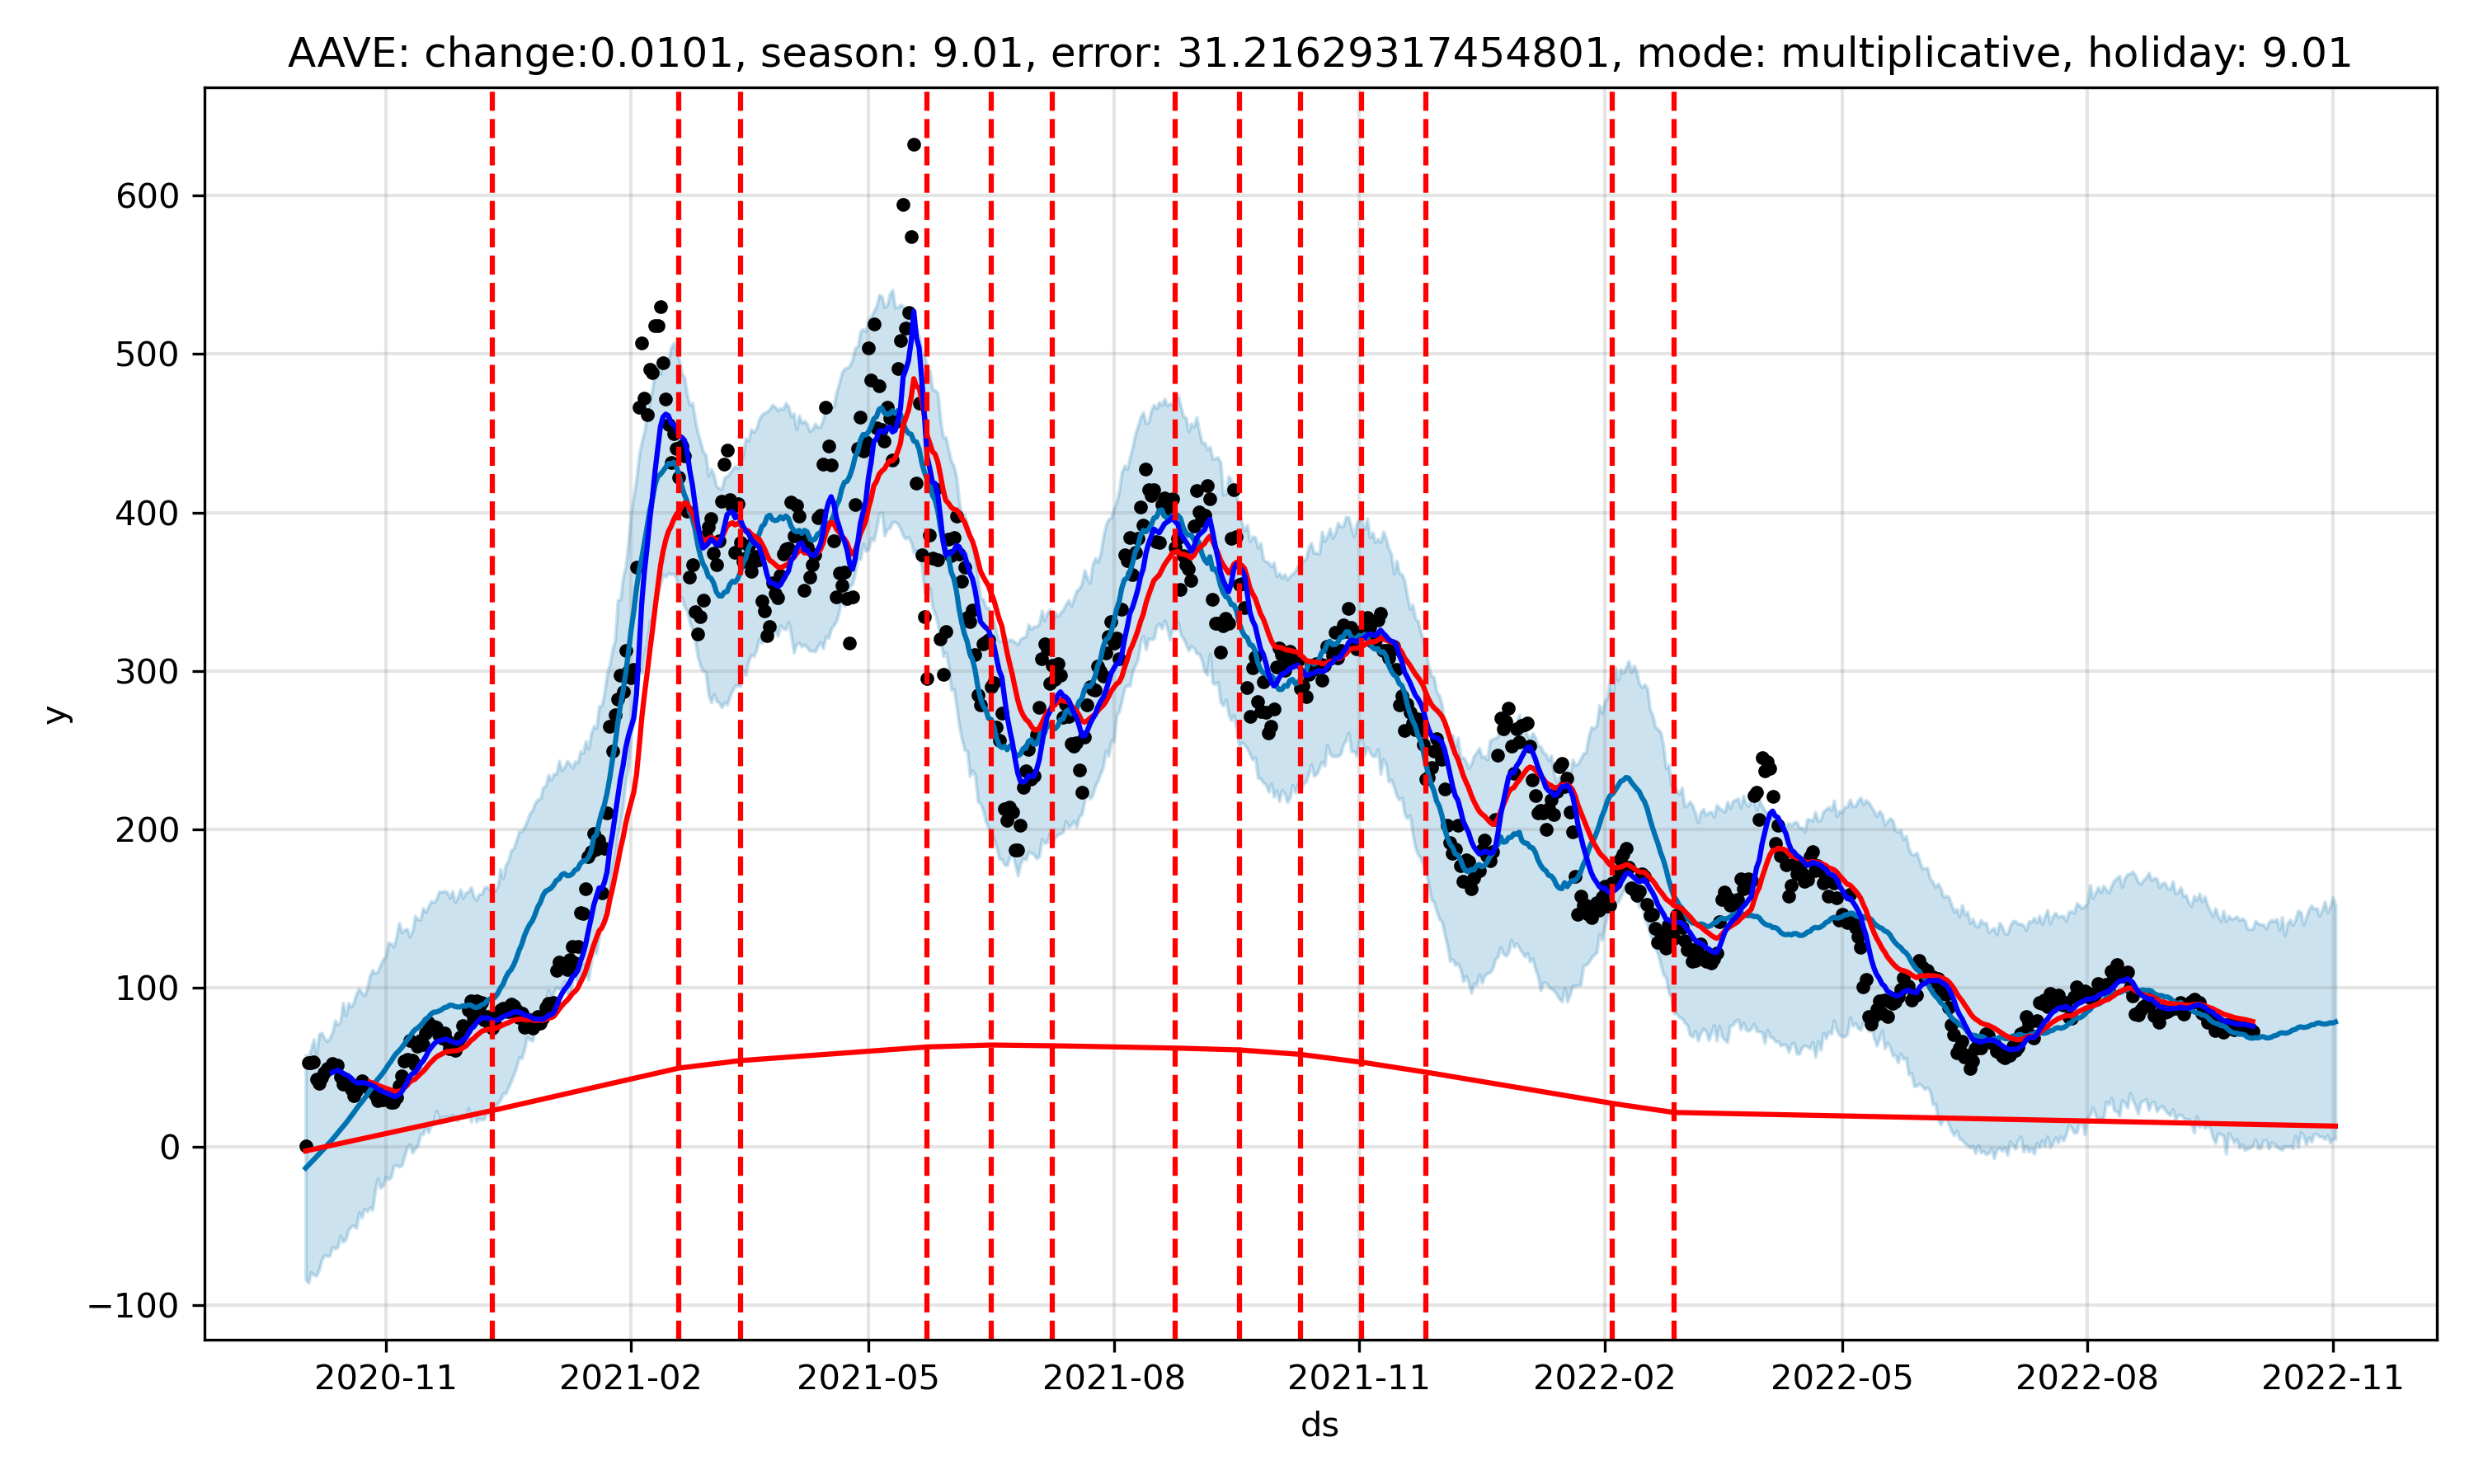 AAVE: change:0.0101, season: 9.01, error: 31.21629317454801, mode: multiplicative, holiday: 9.01
600
500
400
300
200
100
0
−100
y
2020-11 2021-02 2021-05 2021-08 2021-11 2022-02 2022-05 2022-08 2022-11
ds